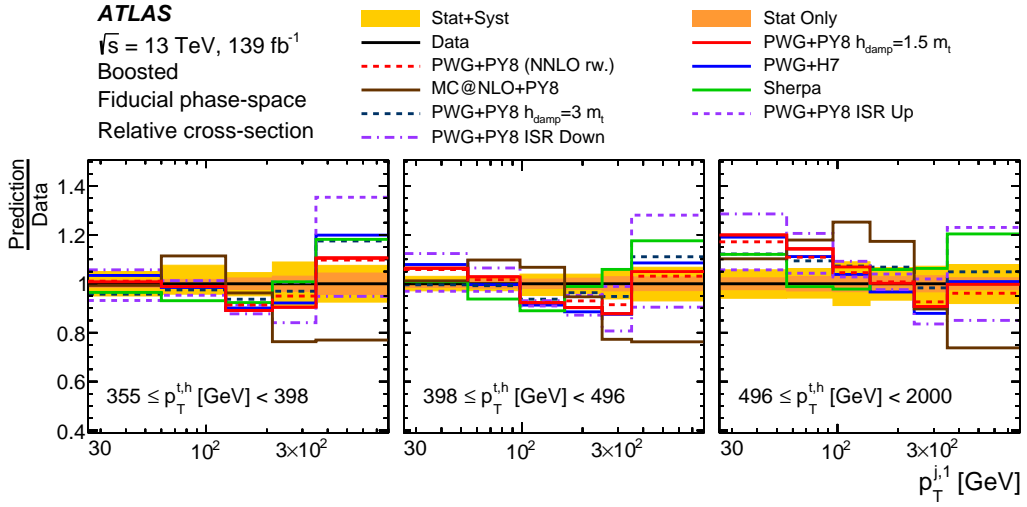 ATLAS
√s = 13 TeV, 139 fb⁻¹
Boosted
Fiducial phase-space
Relative cross-section
Stat+Syst
Data
PWG+PY8 (NNLO rw.)
MC@NLO+PY8
PWG+PY8 h_damp=3 m_t
PWG+PY8 ISR Down
Stat Only
PWG+PY8 h_damp=1.5 m_t
PWG+H7
Sherpa
PWG+PY8 ISR Up
Prediction
Data
1.4
1.2
1
0.8
0.6
0.4
355 ≤ p_T^{t,h} [GeV] < 398
398 ≤ p_T^{t,h} [GeV] < 496
496 ≤ p_T^{t,h} [GeV] < 2000
30 10² 3×10² 30 10² 3×10² 30 10² 3×10²
p_T^{j,1} [GeV]